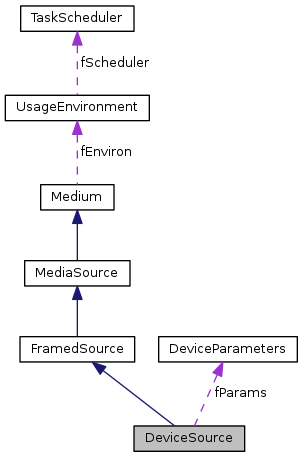 TaskScheduler
fScheduler
UsageEnvironment
fEnviron
Medium
MediaSource
FramedSource
DeviceParameters
fParams
DeviceSource